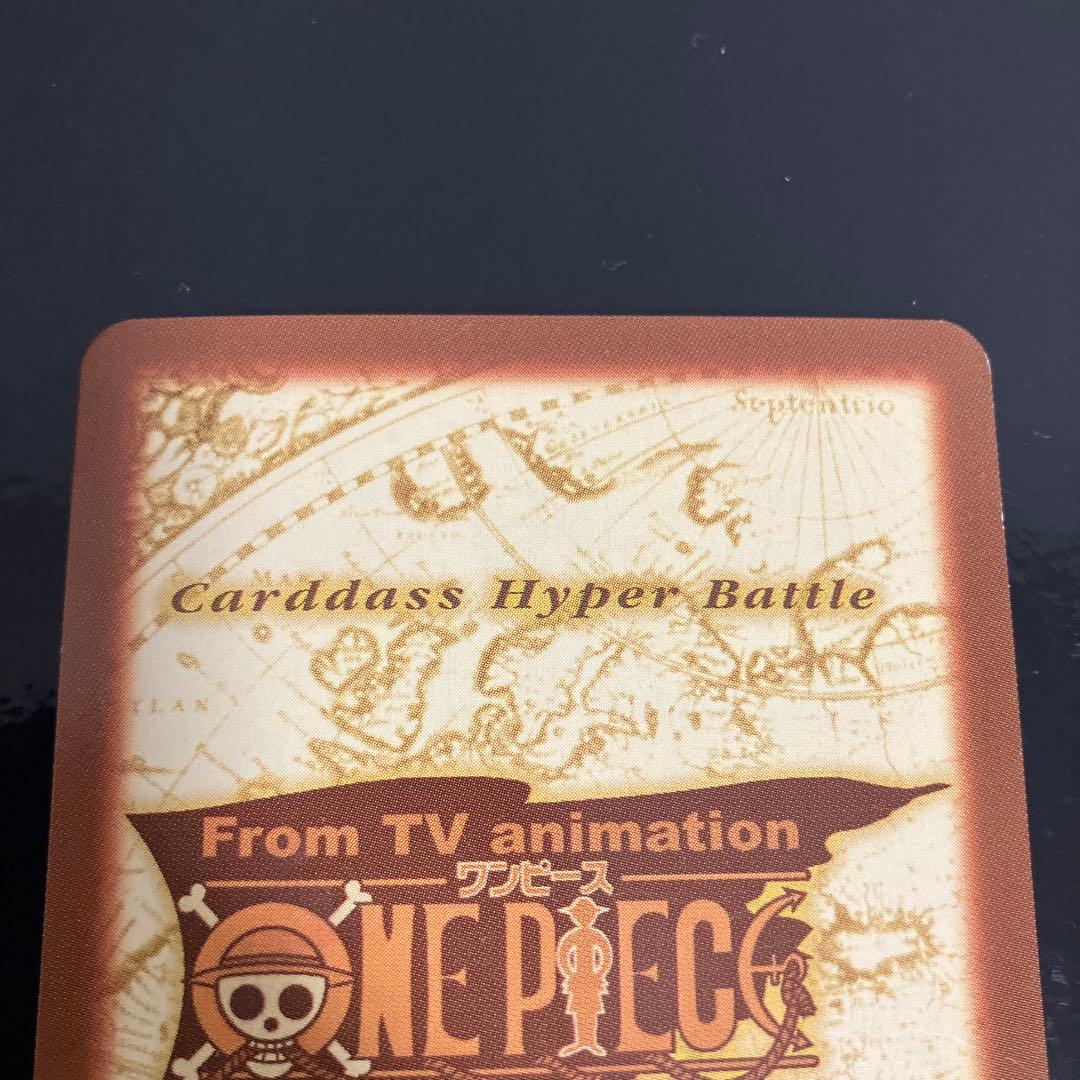 Septentrio
Carddass Hyper Battle
From TV animation
ワンピース
ONE PIECE